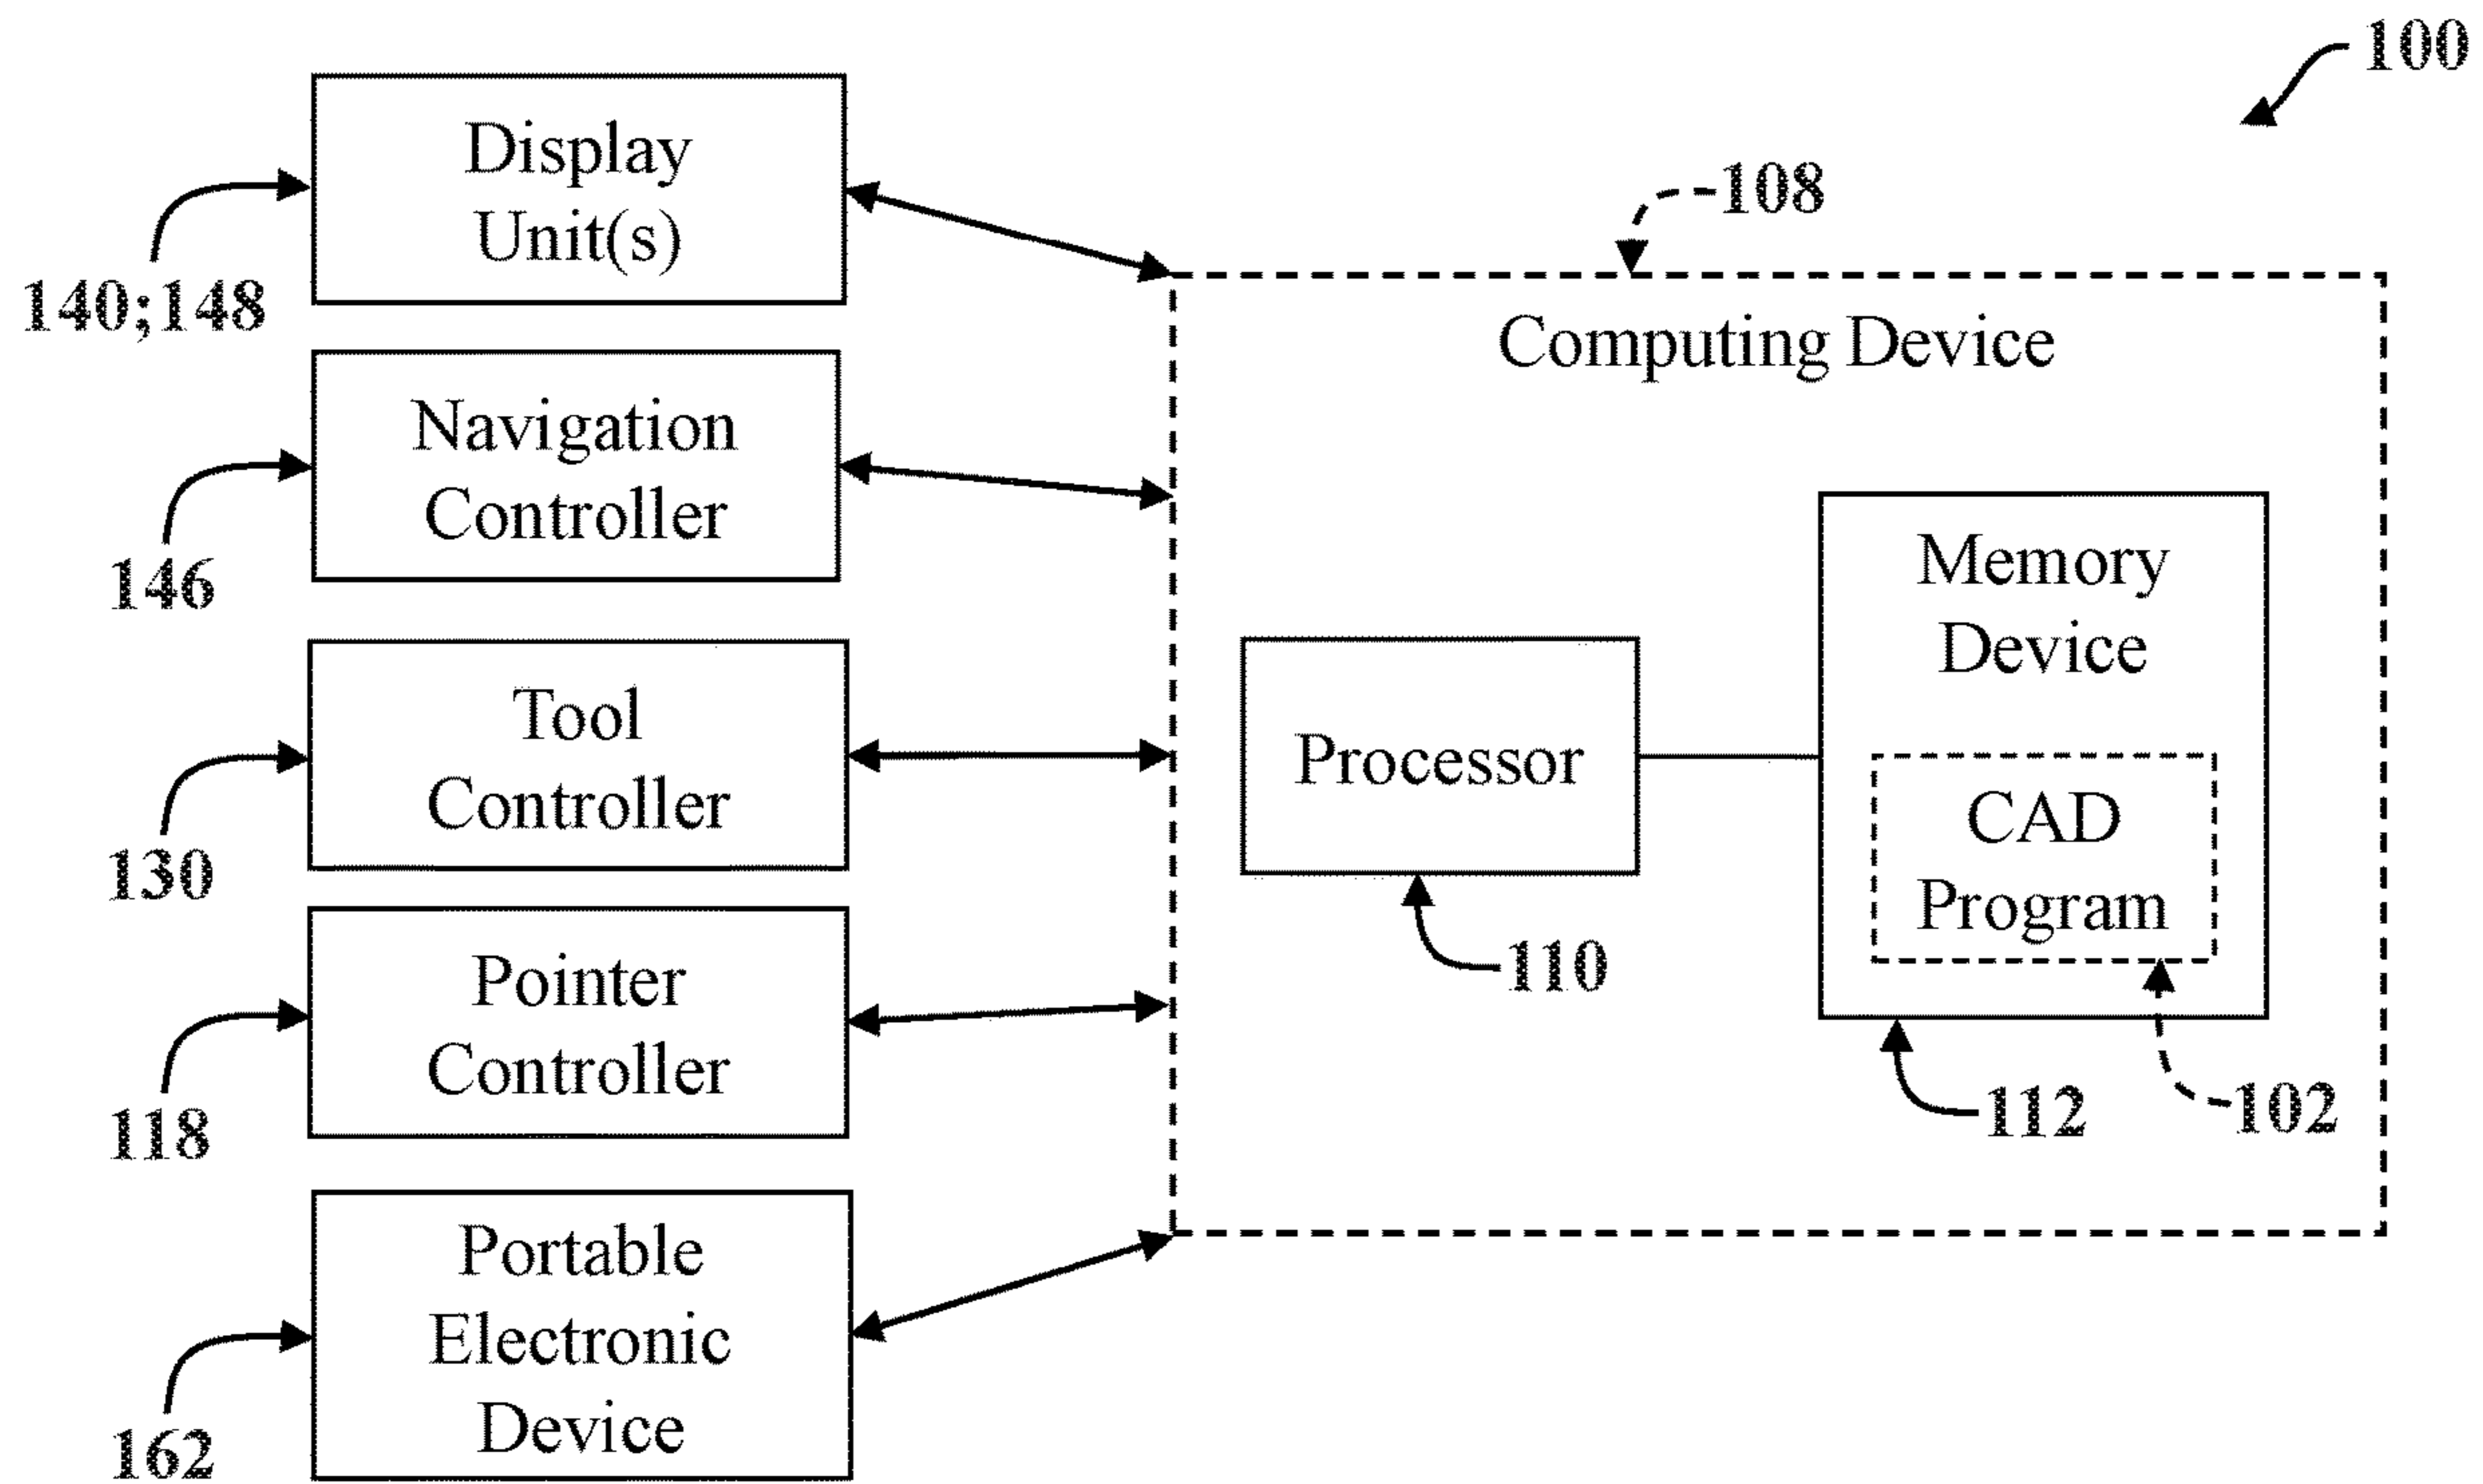 100
Display
Unit(s)
140;148
108
Computing Device
Navigation
Controller
146
Memory
Device
Tool
Controller
130
Processor
CAD
Program
110
Pointer
Controller
118
112
102
Portable
Electronic
Device
162